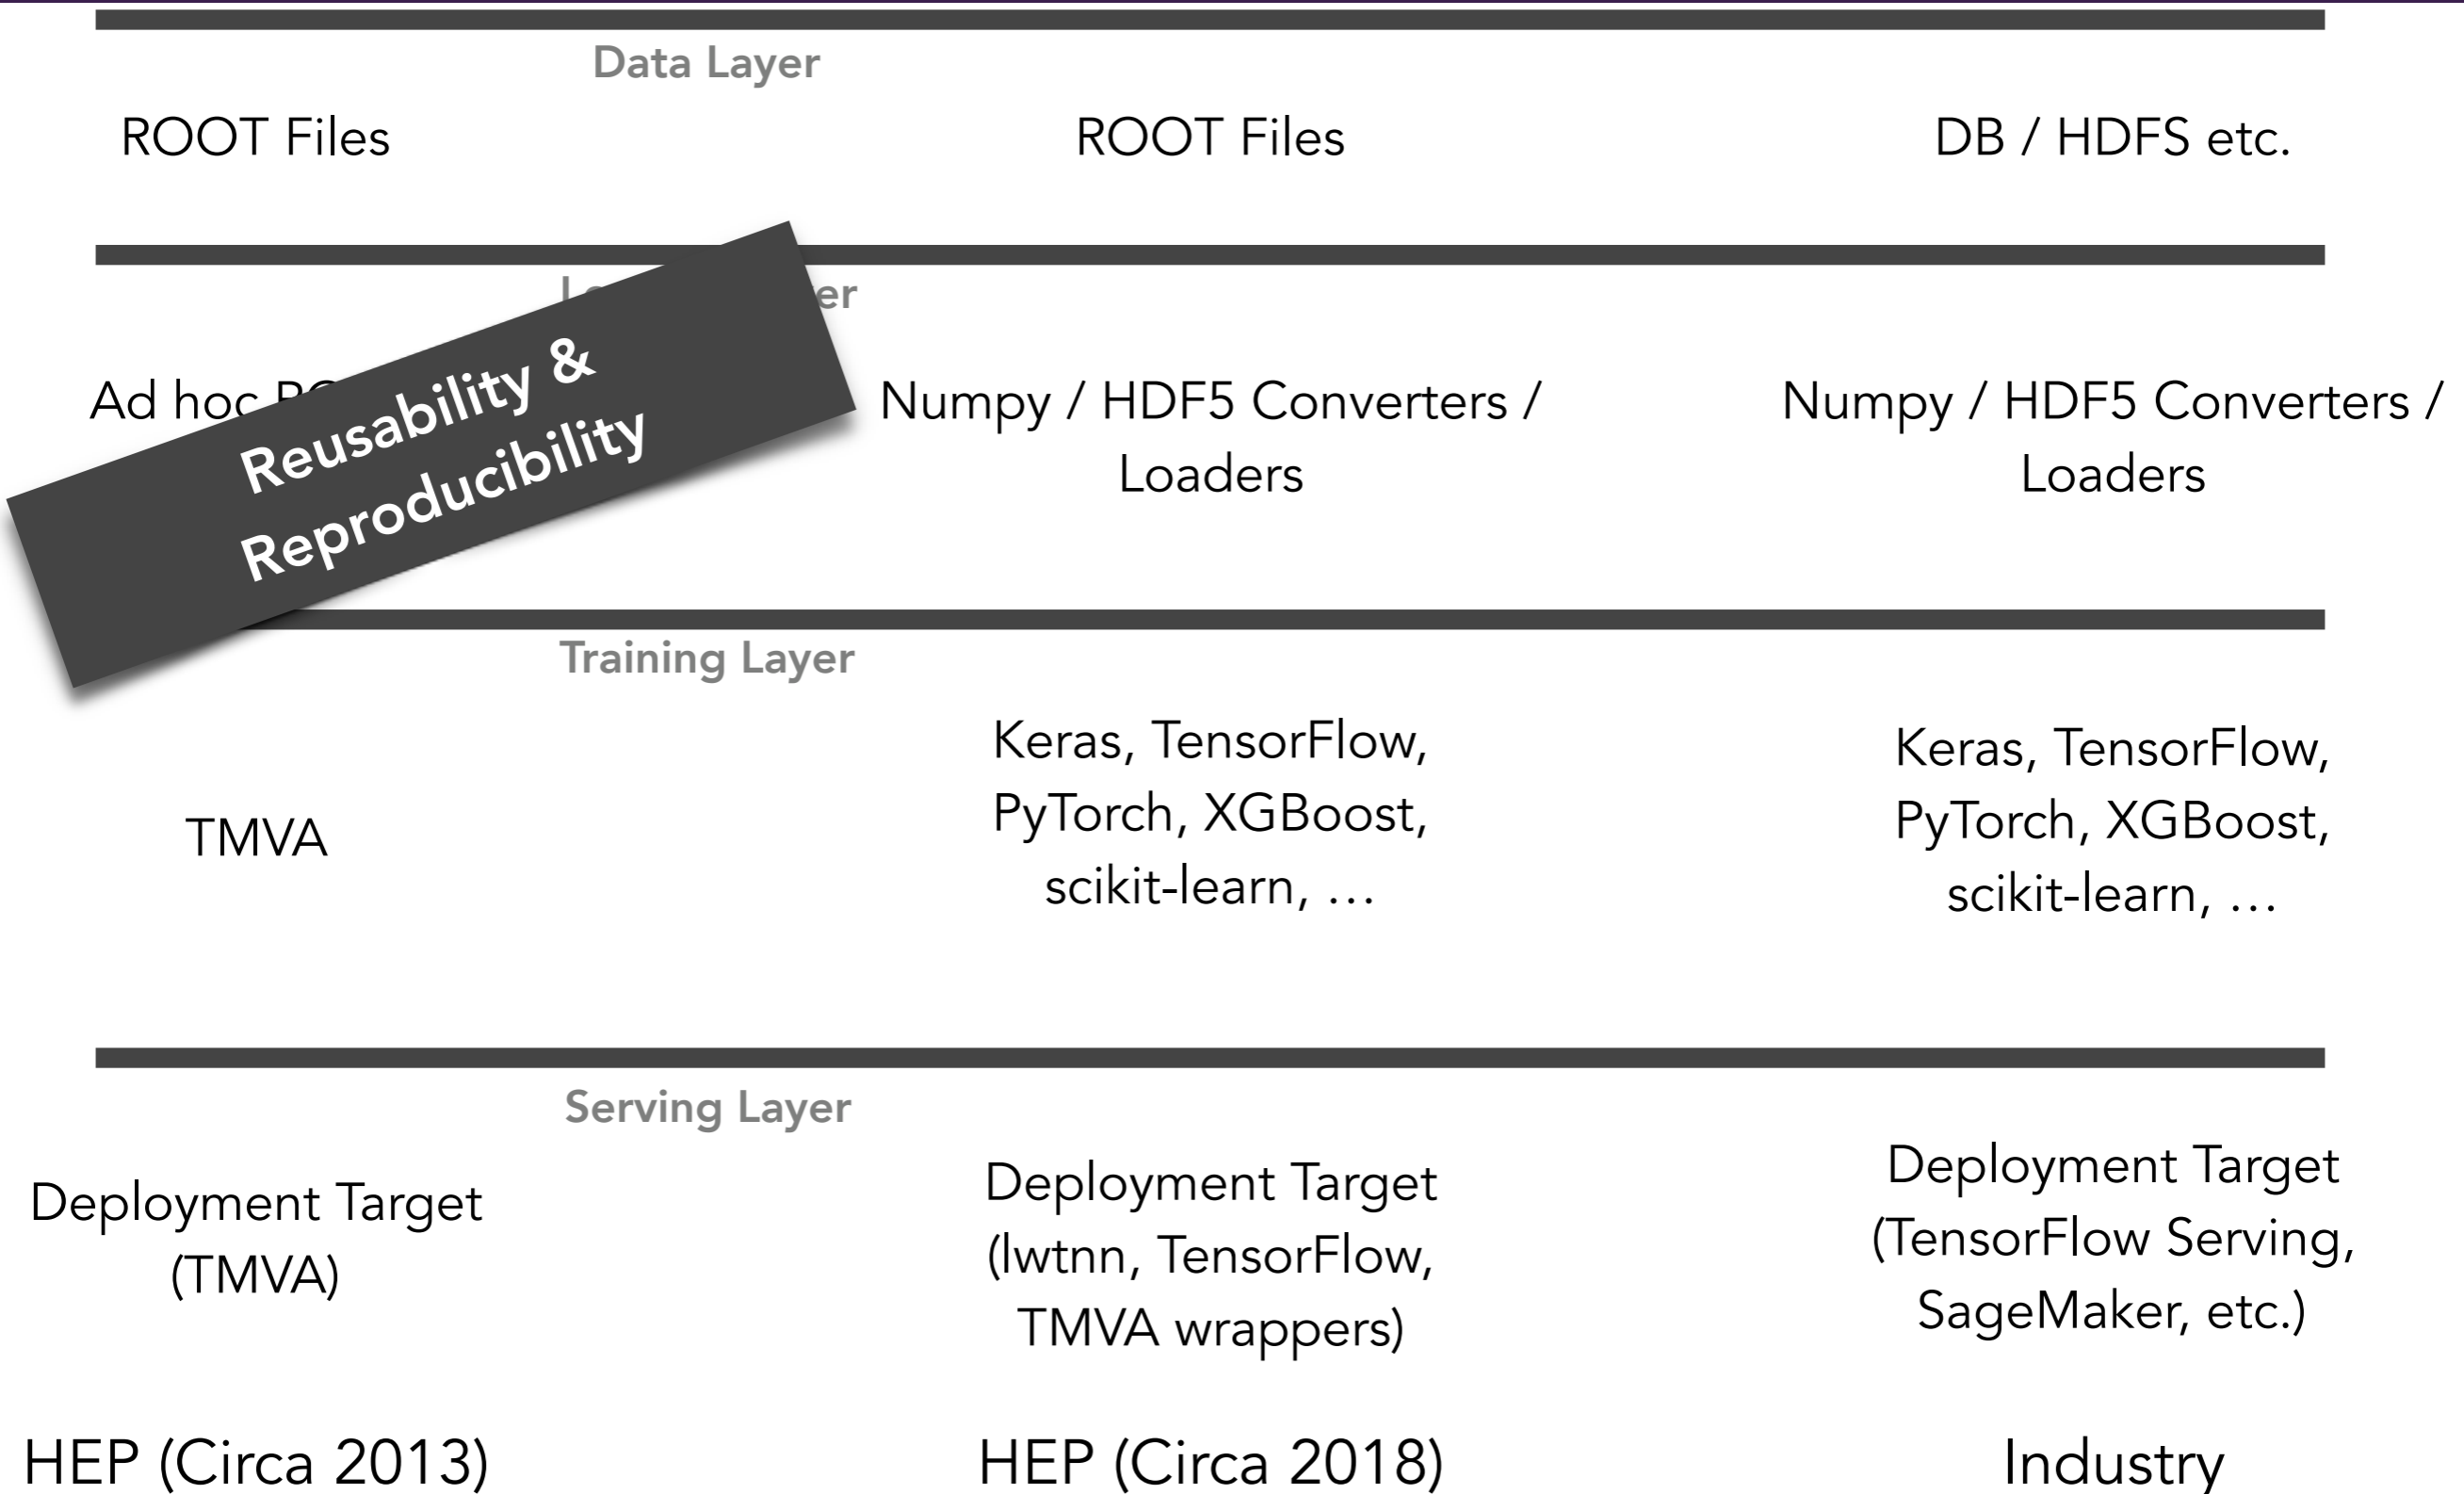 Data Layer
ROOT Files
ROOT Files
DB / HDFS etc.
Ad hoc
Reusability &
Reproducibility
Numpy / HDF5 Converters /
Loaders
Numpy / HDF5 Converters /
Loaders
Training Layer
TMVA
Keras, TensorFlow,
PyTorch, XGBoost,
scikit-learn, …
Keras, TensorFlow,
PyTorch, XGBoost,
scikit-learn, …
Serving Layer
Deployment Target
(TMVA)
Deployment Target
(lwtnn, TensorFlow,
TMVA wrappers)
Deployment Target
(TensorFlow Serving,
SageMaker, etc.)
HEP (Circa 2013)
HEP (Circa 2018)
Industry